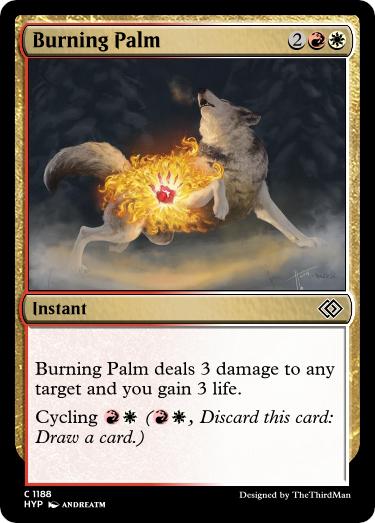 Burning Palm 2
Instant
Burning Palm deals 3 damage to any
target and you gain 3 life.
Cycling (, Discard this card:
Draw a card.)
C 1188
HYP ANDREATM
Designed by TheThirdMan